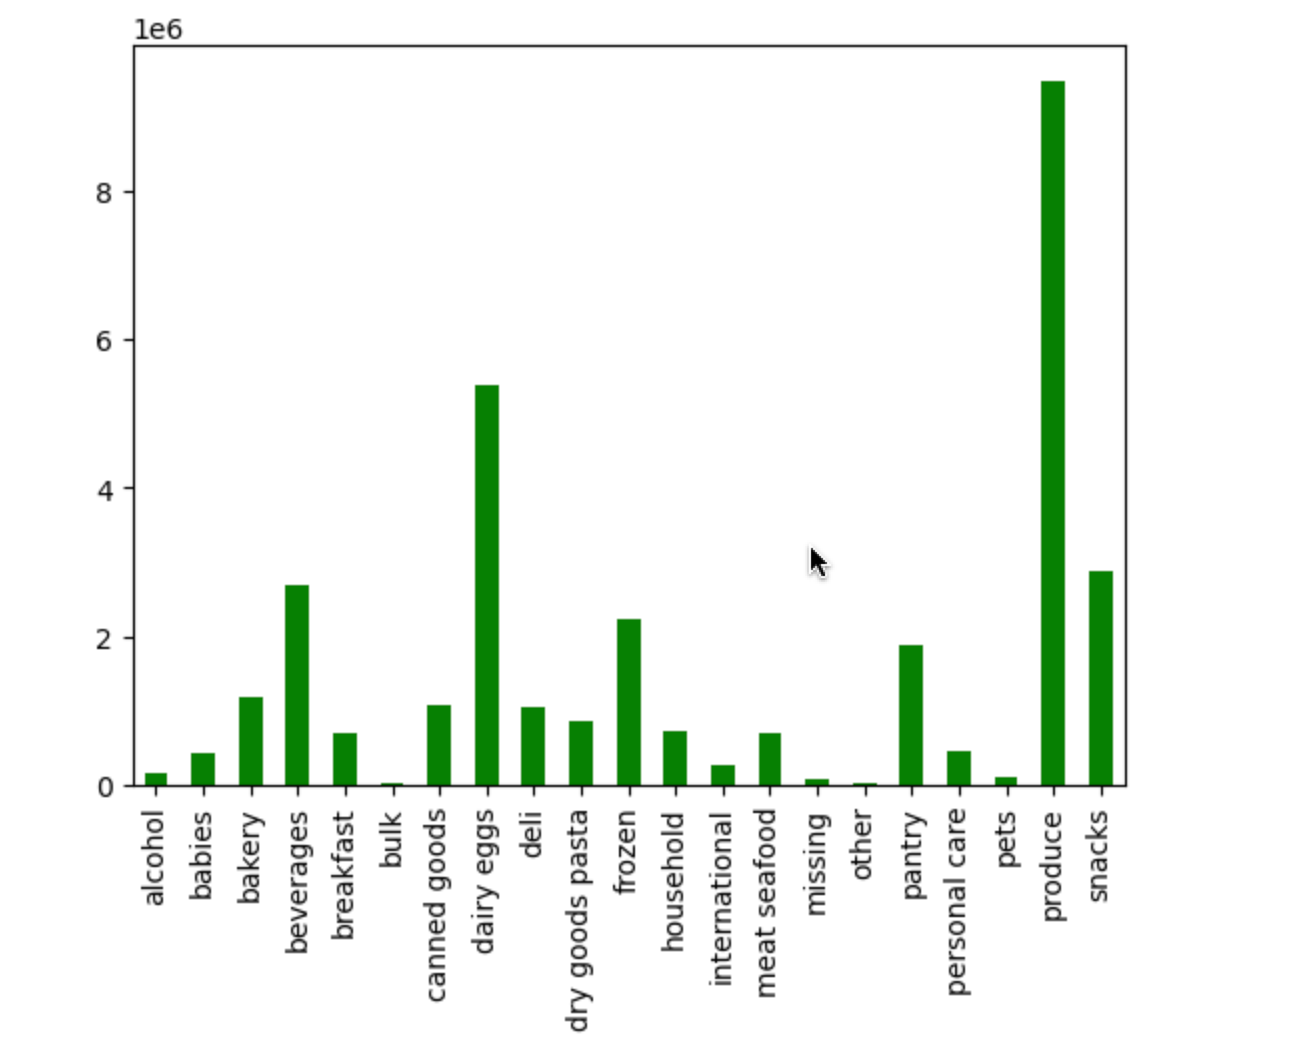 1e6
8
6
4
2
0
alcohol
babies
bakery
beverages
breakfast
bulk
canned goods
dairy eggs
deli
dry goods pasta
frozen
household
international
meat seafood
missing
other
pantry
personal care
pets
produce
snacks